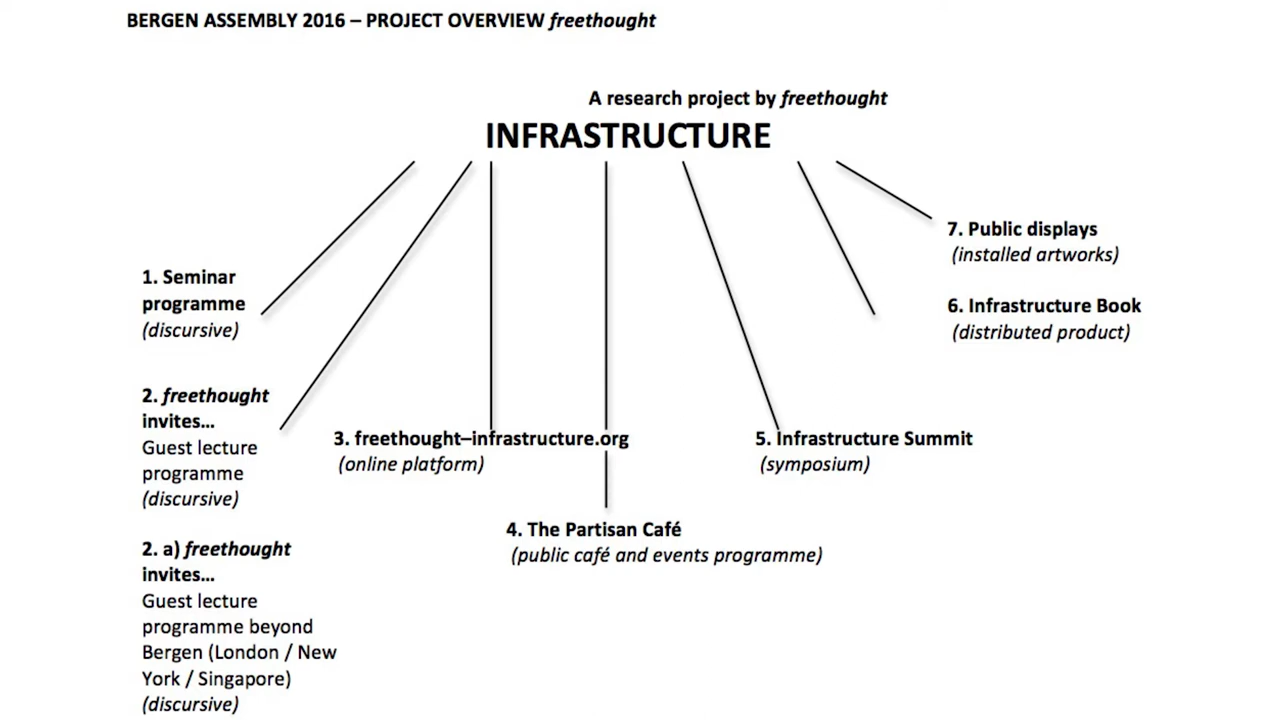 BERGEN ASSEMBLY 2016 – PROJECT OVERVIEW freethought
A research project by freethought
INFRASTRUCTURE
1. Seminar
programme
(discursive)
2. freethought
invites…
Guest lecture
programme
(discursive)
2. a) freethought
invites…
Guest lecture
programme beyond
Bergen (London / New
York / Singapore)
(discursive)
3. freethought–infrastructure.org
(online platform)
4. The Partisan Café
(public café and events programme)
5. Infrastructure Summit
(symposium)
6. Infrastructure Book
(distributed product)
7. Public displays
(installed artworks)